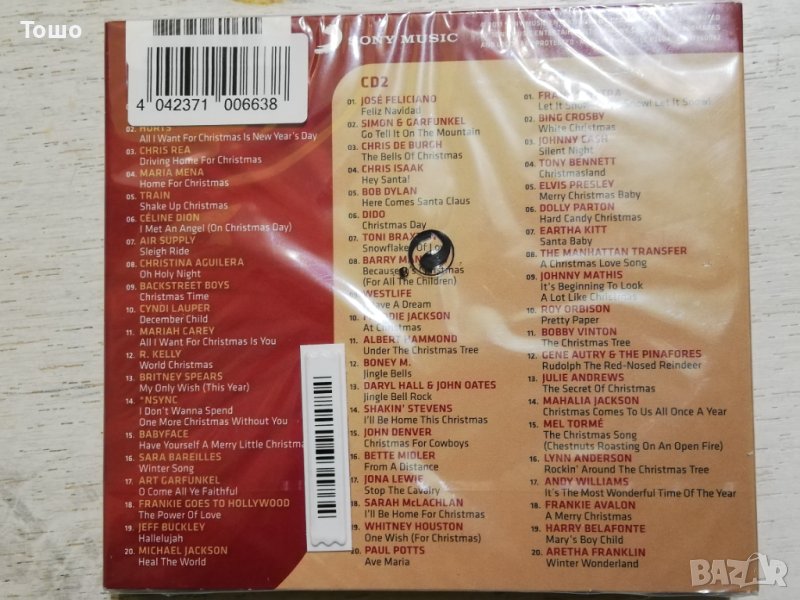 Тошо
SONY MUSIC
4 042371 006638
02. HURTS
All I Want For Christmas Is New Year's Day
03. CHRIS REA
Driving Home For Christmas
04. MARIA MENA
Home For Christmas
05. TRAIN
Shake Up Christmas
06. CÉLINE DION
I Met An Angel (On Christmas Day)
07. AIR SUPPLY
Sleigh Ride
08. CHRISTINA AGUILERA
Oh Holy Night
09. BACKSTREET BOYS
Christmas Time
10. CYNDI LAUPER
December Child
11. MARIAH CAREY
All I Want For Christmas Is You
12. R. KELLY
World Christmas
13. BRITNEY SPEARS
My Only Wish (This Year)
14. *NSYNC
I Don't Wanna Spend
One More Christmas Without You
15. BABYFACE
Have Yourself A Merry Little Christmas
16. SARA BAREILLES
Winter Song
17. ART GARFUNKEL
O Come All Ye Faithful
18. FRANKIE GOES TO HOLLYWOOD
The Power Of Love
19. JEFF BUCKLEY
Hallelujah
20. MICHAEL JACKSON
Heal The World
CD2
01. JOSÉ FELICIANO
Feliz Navidad
02. SIMON & GARFUNKEL
Go Tell It On The Mountain
03. CHRIS DE BURGH
The Bells Of Christmas
04. CHRIS ISAAK
Hey Santa!
05. BOB DYLAN
Here Comes Santa Claus
06. DIDO
Christmas Day
07. TONI BRAX
Snowflakes Of Lo
08. BARRY MAN
Because It's Christmas
(For All The Children)
09. WESTLIFE
I Have A Dream
10. FREDDIE JACKSON
At Christmas
11. ALBERT HAMMOND
Under The Christmas Tree
12. BONEY M.
Jingle Bells
13. DARYL HALL & JOHN OATES
Jingle Bell Rock
14. SHAKIN' STEVENS
I'll Be Home This Christmas
15. JOHN DENVER
Christmas For Cowboys
16. BETTE MIDLER
From A Distance
17. JONA LEWIE
Stop The Cavalry
18. SARAH McLACHLAN
I'll Be Home For Christmas
19. WHITNEY HOUSTON
One Wish (For Christmas)
20. PAUL POTTS
Ave Maria
01. FRANK SINATRA
Let It Snow! Let It Snow! Let It Snow!
02. BING CROSBY
White Christmas
03. JOHNNY CASH
Silent Night
04. TONY BENNETT
Christmasland
05. ELVIS PRESLEY
Merry Christmas Baby
06. DOLLY PARTON
Hard Candy Christmas
07. EARTHA KITT
Santa Baby
08. THE MANHATTAN TRANSFER
A Christmas Love Song
09. JOHNNY MATHIS
It's Beginning To Look
A Lot Like Christmas
10. ROY ORBISON
Pretty Paper
11. BOBBY VINTON
The Christmas Tree
12. GENE AUTRY & THE PINAFORES
Rudolph The Red-Nosed Reindeer
13. JULIE ANDREWS
The Secret Of Christmas
14. MAHALIA JACKSON
Christmas Comes To Us All Once A Year
15. MEL TORMÉ
The Christmas Song
(Chestnuts Roasting On An Open Fire)
16. LYNN ANDERSON
Rockin' Around The Christmas Tree
17. ANDY WILLIAMS
It's The Most Wonderful Time Of The Year
18. FRANKIE AVALON
A Merry Christmas
19. HARRY BELAFONTE
Mary's Boy Child
20. ARETHA FRANKLIN
Winter Wonderland
BAZAR